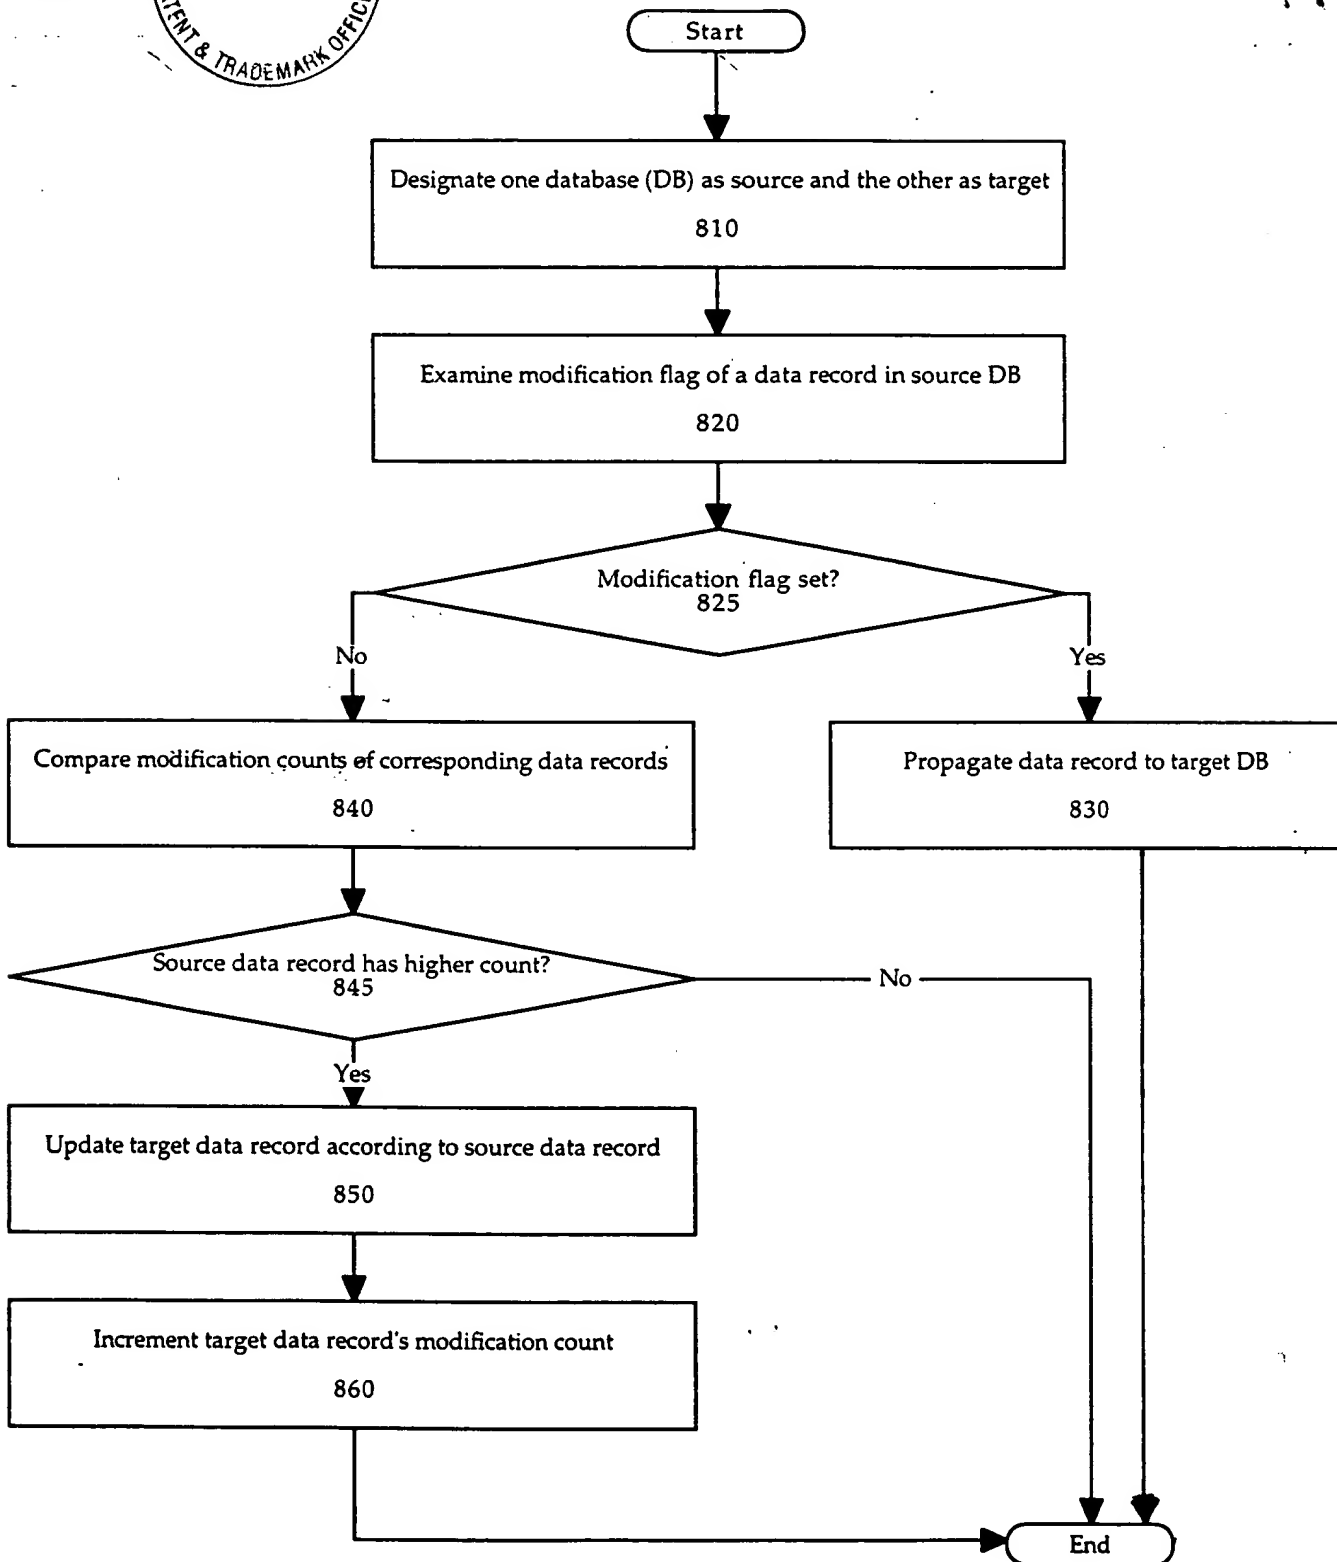 & TRADEMARK
Start
Designate one database (DB) as source and the other as target
810
Examine modification flag of a data record in source DB
820
Modification flag set?
825
No
Yes
Compare modification counts of corresponding data records
840
Propagate data record to target DB
830
Source data record has higher count?
845
No
Yes
Update target data record according to source data record
850
Increment target data record's modification count
860
End